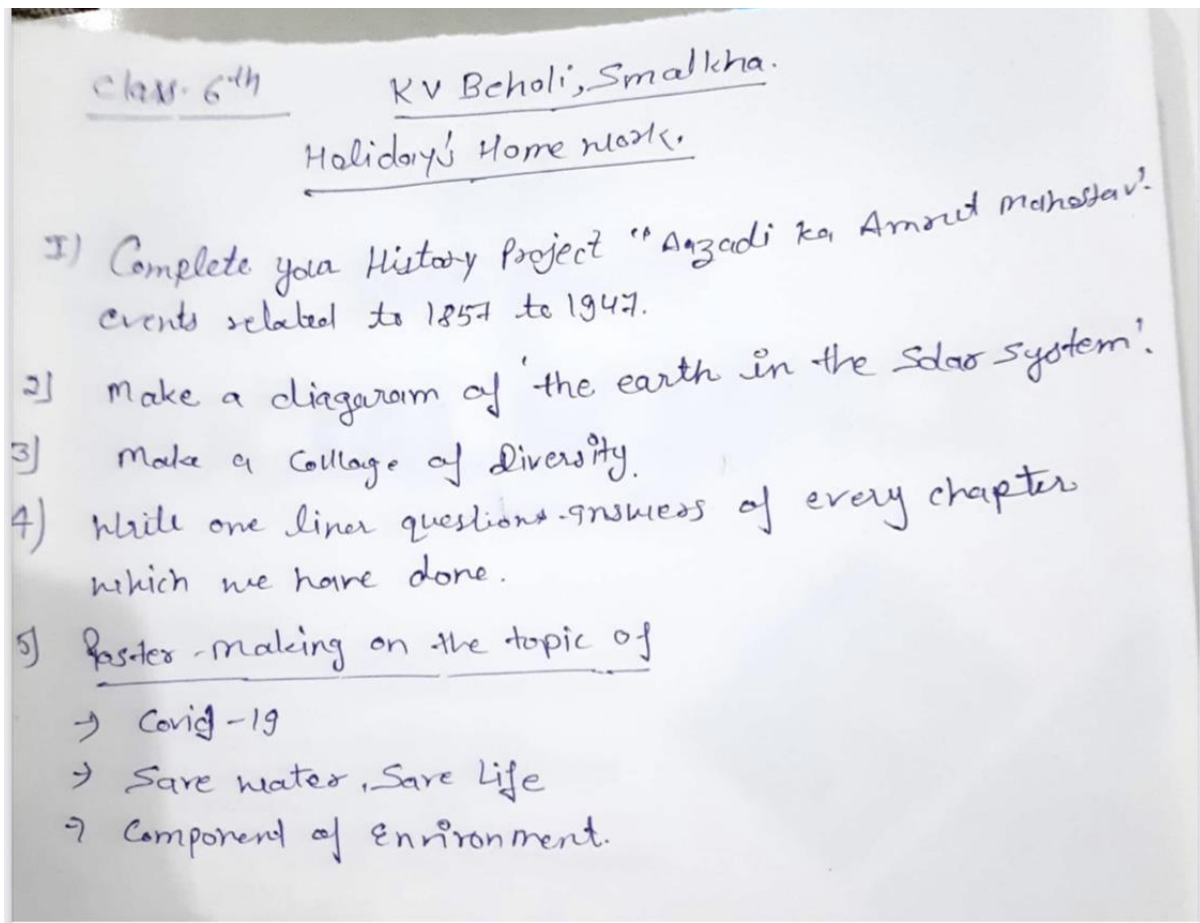 Class. 6th
KV Beholi, Smalkha.
Holiday's Home work.
1) Complete your History Project "Aazadi ka Amrut Mahostav'.
events related to 1857 to 1947.
2] Make a diagaram of 'the earth in the Solar System'.
3] Make a Collage of Diversity.
4) Write one liner questions-answers of every chapter
which we have done.
5] Poster-making on the topic of
→ Covid-19
→ Save water, Save Life
→ Component of Environment.